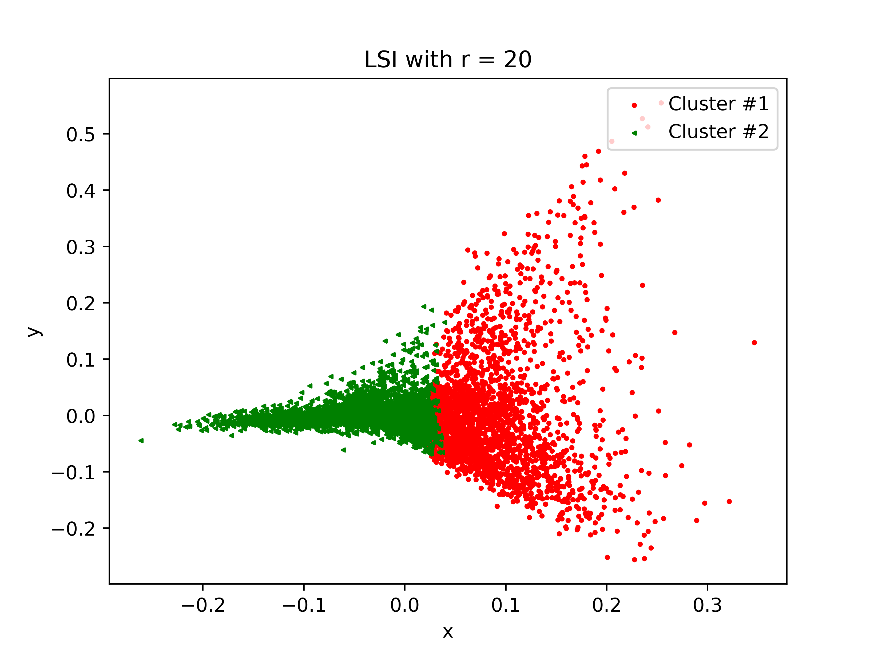 LSI with r = 20
Cluster #1
Cluster #2
0.5
0.4
0.3
0.2
0.1
0.0
−0.1
−0.2
y
−0.2 −0.1 0.0 0.1 0.2 0.3
x